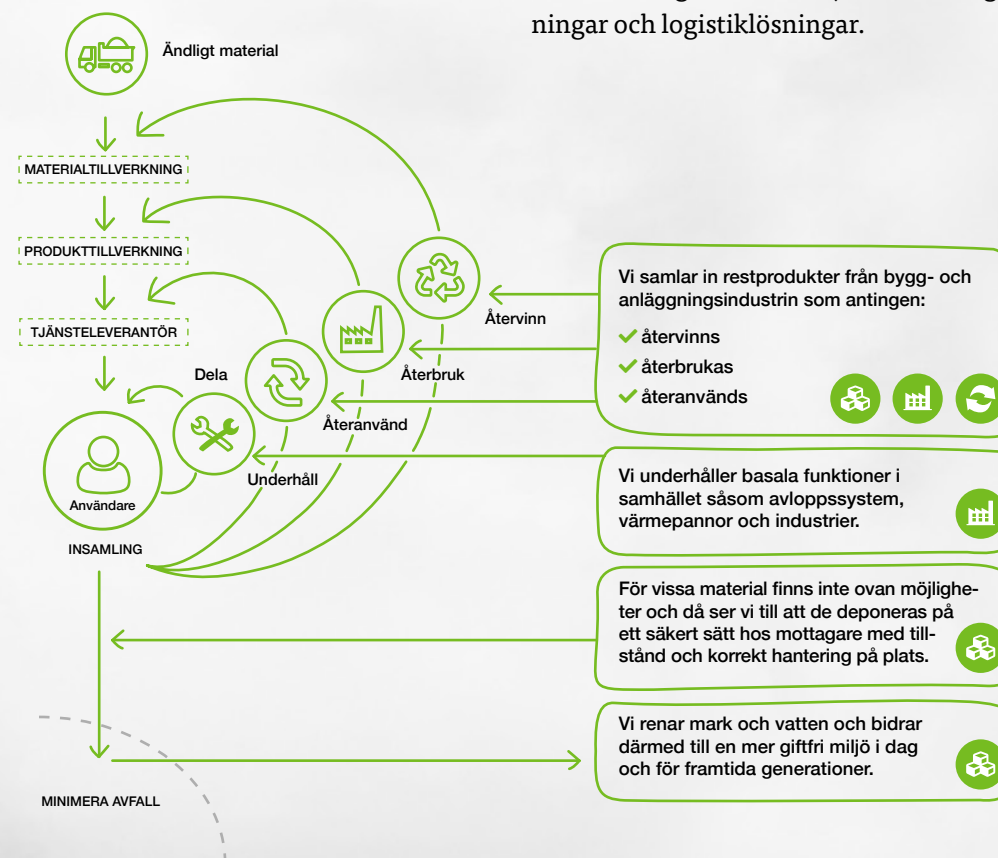 ningar och logistiklösningar.
Ändligt material
MATERIALTILLVERKNING
PRODUKTTILLVERKNING
TJÄNSTELEVERANTÖR
Dela
Användare
INSAMLING
Underhåll
Återanvänd
Återbruk
Återvinn
Vi samlar in restprodukter från bygg- och
anläggningsindustrin som antingen:
återvinns
återbrukas
återanvänds
Vi underhåller basala funktioner i
samhället såsom avloppssystem,
värmepannor och industrier.
För vissa material finns inte ovan möjlighe-
ter och då ser vi till att de deponeras på
ett säkert sätt hos mottagare med till-
stånd och korrekt hantering på plats.
Vi renar mark och vatten och bidrar
därmed till en mer giftfri miljö i dag
och för framtida generationer.
MINIMERA AVFALL